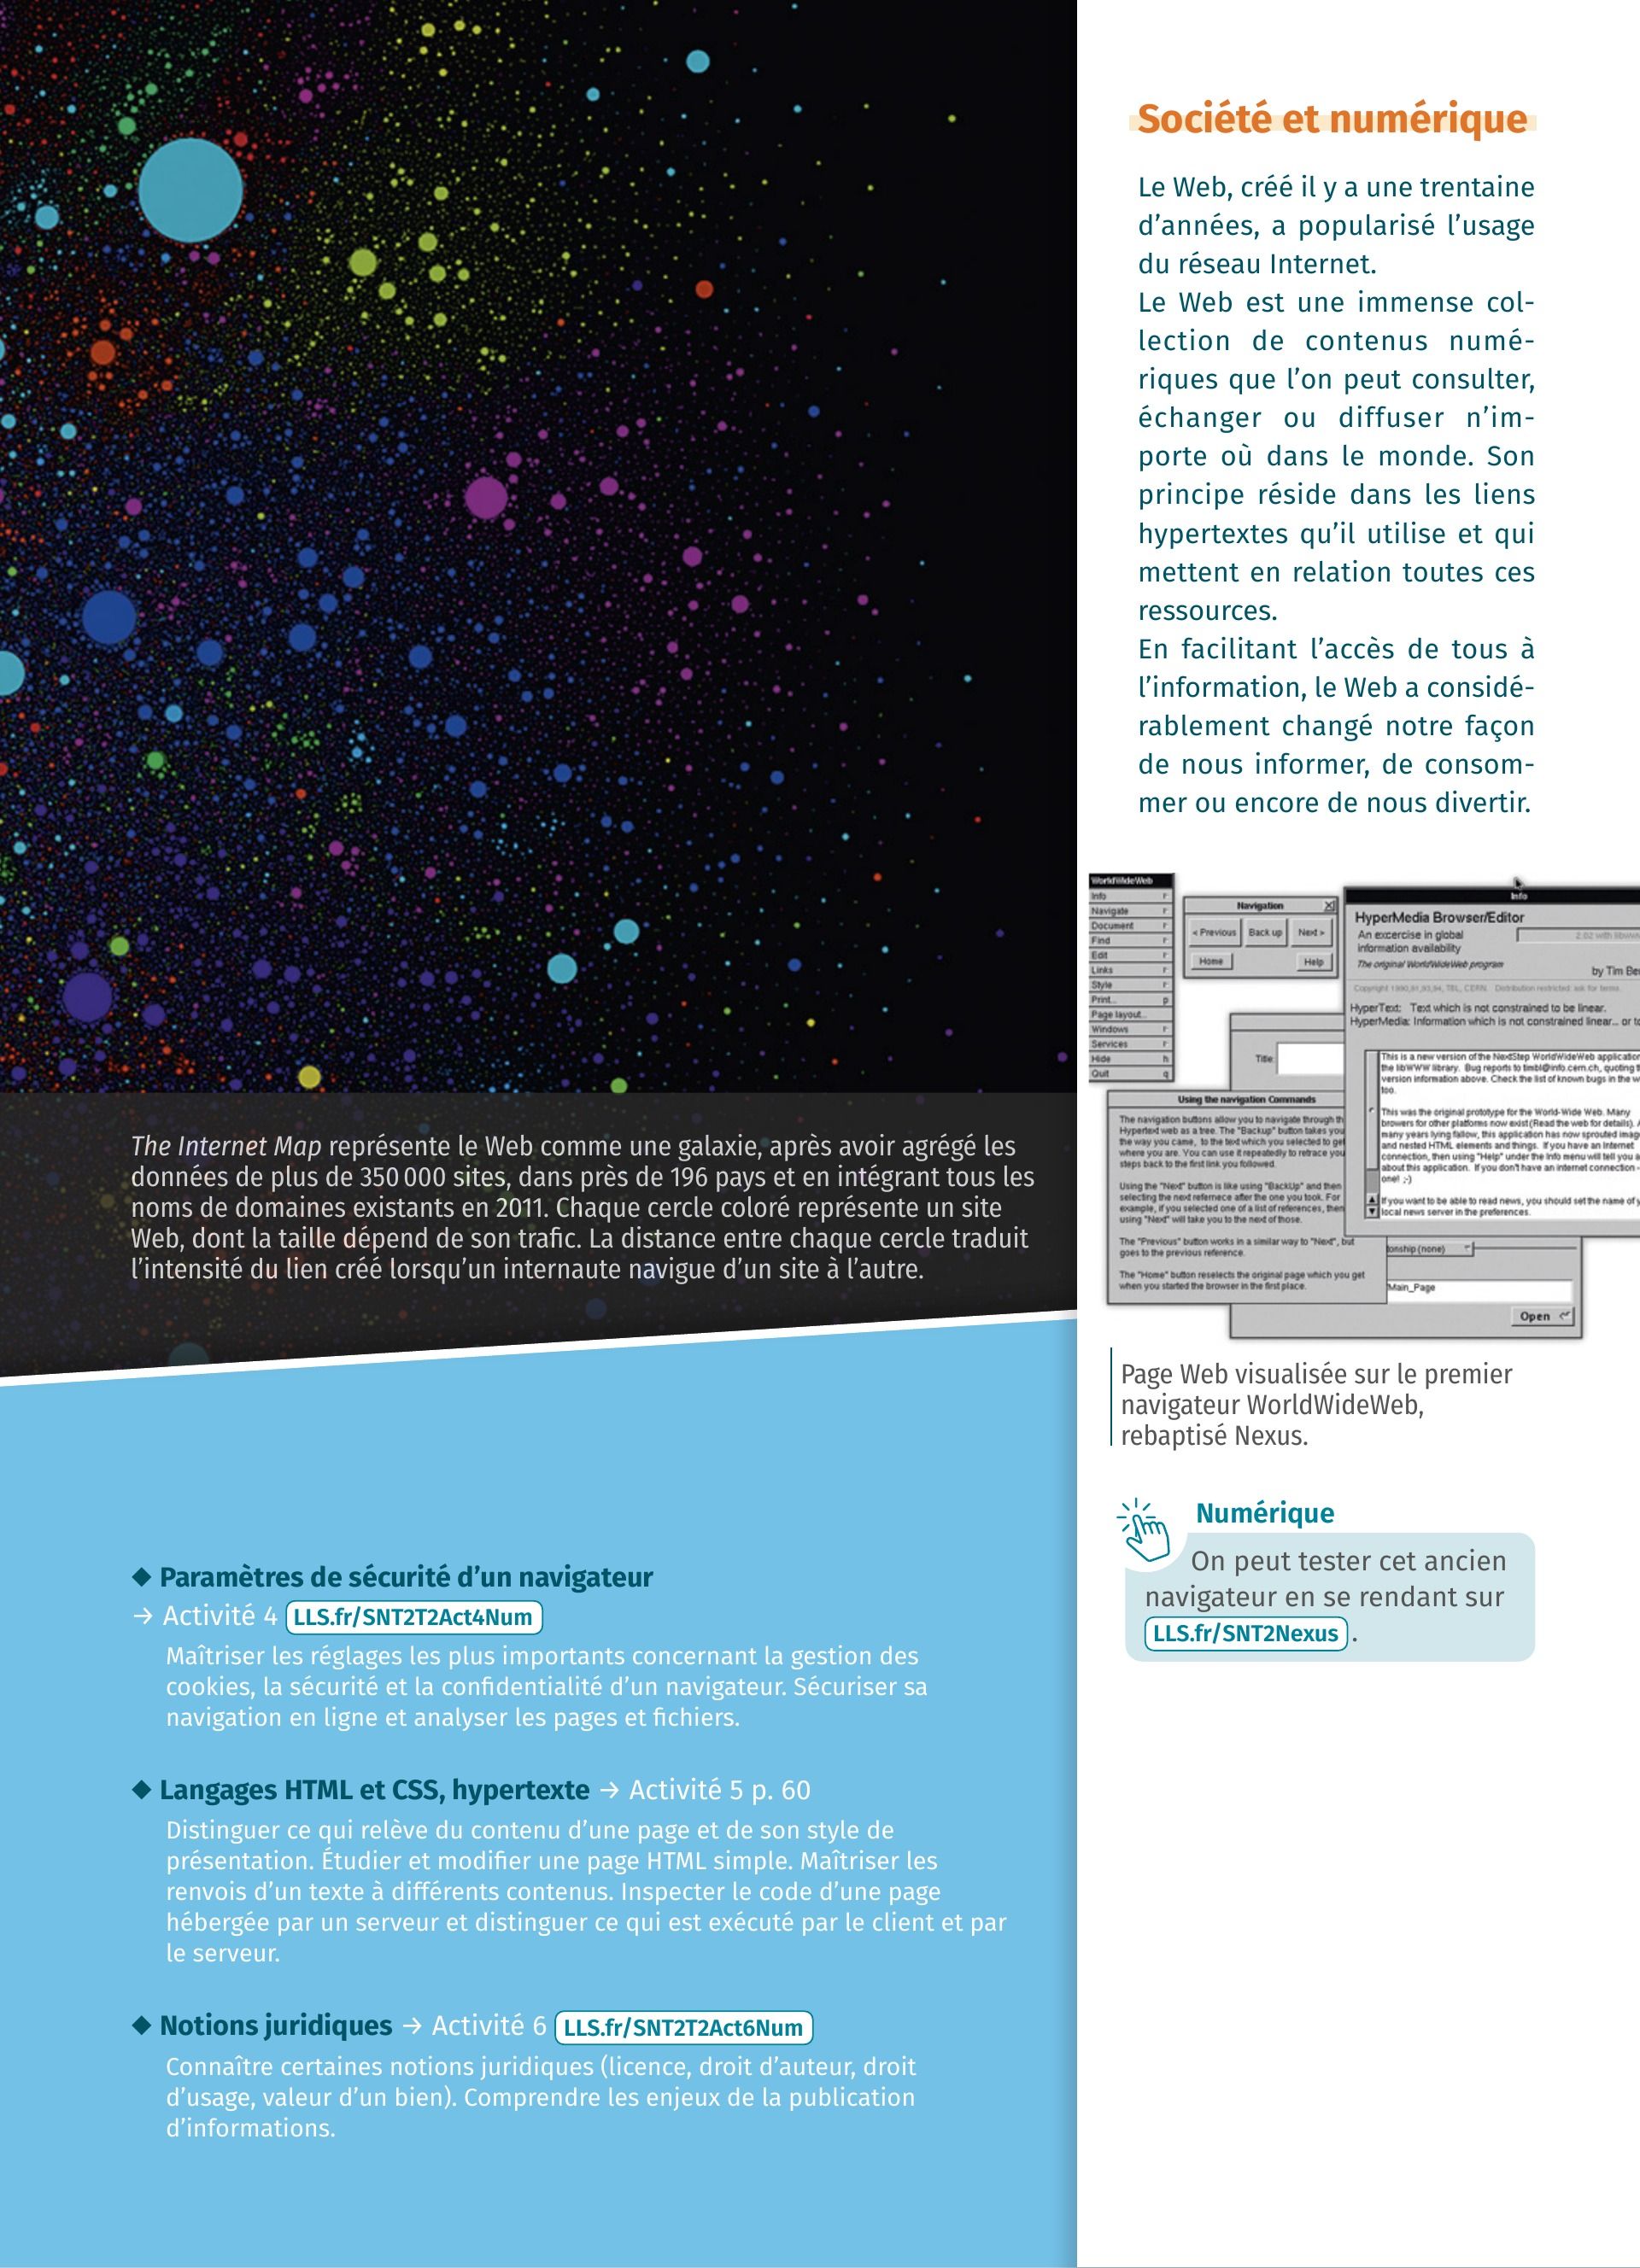 The Internet Map représente le Web comme une galaxie, après avoir agrégé les
données de plus de 350 000 sites, dans près de 196 pays et en intégrant tous les
noms de domaines existants en 2011. Chaque cercle coloré représente un site
Web, dont la taille dépend de son trafic. La distance entre chaque cercle traduit
l'intensité du lien créé lorsqu'un internaute navigue d'un site à l'autre.
◆ Paramètres de sécurité d'un navigateur
→ Activité 4 LLS.fr/SNT2T2Act4Num
Maîtriser les réglages les plus importants concernant la gestion des
cookies, la sécurité et la confidentialité d'un navigateur. Sécuriser sa
navigation en ligne et analyser les pages et fichiers.
◆ Langages HTML et CSS, hypertexte → Activité 5 p. 60
Distinguer ce qui relève du contenu d'une page et de son style de
présentation. Étudier et modifier une page HTML simple. Maîtriser les
renvois d'un texte à différents contenus. Inspecter le code d'une page
hébergée par un serveur et distinguer ce qui est exécuté par le client et par
le serveur.
◆ Notions juridiques → Activité 6 LLS.fr/SNT2T2Act6Num
Connaître certaines notions juridiques (licence, droit d'auteur, droit
d'usage, valeur d'un bien). Comprendre les enjeux de la publication
d'informations.
Société et numérique
Le Web, créé il y a une trentaine
d'années, a popularisé l'usage
du réseau Internet.
Le Web est une immense col-
lection de contenus numé-
riques que l'on peut consulter,
échanger ou diffuser n'im-
porte où dans le monde. Son
principe réside dans les liens
hypertextes qu'il utilise et qui
mettent en relation toutes ces
ressources.
En facilitant l'accès de tous à
l'information, le Web a considé-
rablement changé notre façon
de nous informer, de consom-
mer ou encore de nous divertir.
WorldWideWeb
Info r
Navigate r
Document r
Find r
Edit r
Links r
Style r
Print.. p
Page layout..
Windows r
Services r
Hide h
Quit q
Navigation
< Previous Back up Next >
Home Help
Title:
Info
HyperMedia Browser/Editor
An excercise in global
information availability
2.02 with
The original WorldWideWeb program
by Tim
Copyright 1990,91,93,94, TBL, CERN. Distribution restricted: ask for terms.
HyperText: Text which is not constrained to be linear.
HyperMedia: Information which is not constrained linear... or
This is a new version of the NextStep WorldWideWeb
the libWWW library. Bug reports to timbl@info.cern.ch, quoting
version information above. Check the list of known bugs in the
too.
This was the original prototype for the World-Wide Web. Many
browsers for other platforms now exist (Read the web for details).
many years lying fallow, this application has now sprouted
and nested HTML elements and things. If you have an Internet
connection, then using "Help" under the Info menu will tell you
about this application. If you don't have an internet connection -
one! ;-)
If you want to be able to read news, you should set the name of
local news server in the preferences.
Using the navigation Commands
The navigation buttons allow you to navigate through
Hypertext web as a tree. The "Backup" button takes you
the way you came, to the text which you selected to get
where you are. You can use it repeatedly to retrace
steps back to the first link you followed.
Using the "Next" button is like using "BackUp" and then
selecting the next refernece after the one you took. For
example, if you selected one of a list of references, then
using "Next" will take you to the next of those.
The "Previous" button works in a similar way to "Next", but
goes to the previous reference.
The "Home" button reselects the original page which you get
when you started the browser in the first place.
(none)
Main_Page
Open
Page Web visualisée sur le premier
navigateur WorldWideWeb,
rebaptisé Nexus.
Numérique
On peut tester cet ancien
navigateur en se rendant sur
LLS.fr/SNT2Nexus .